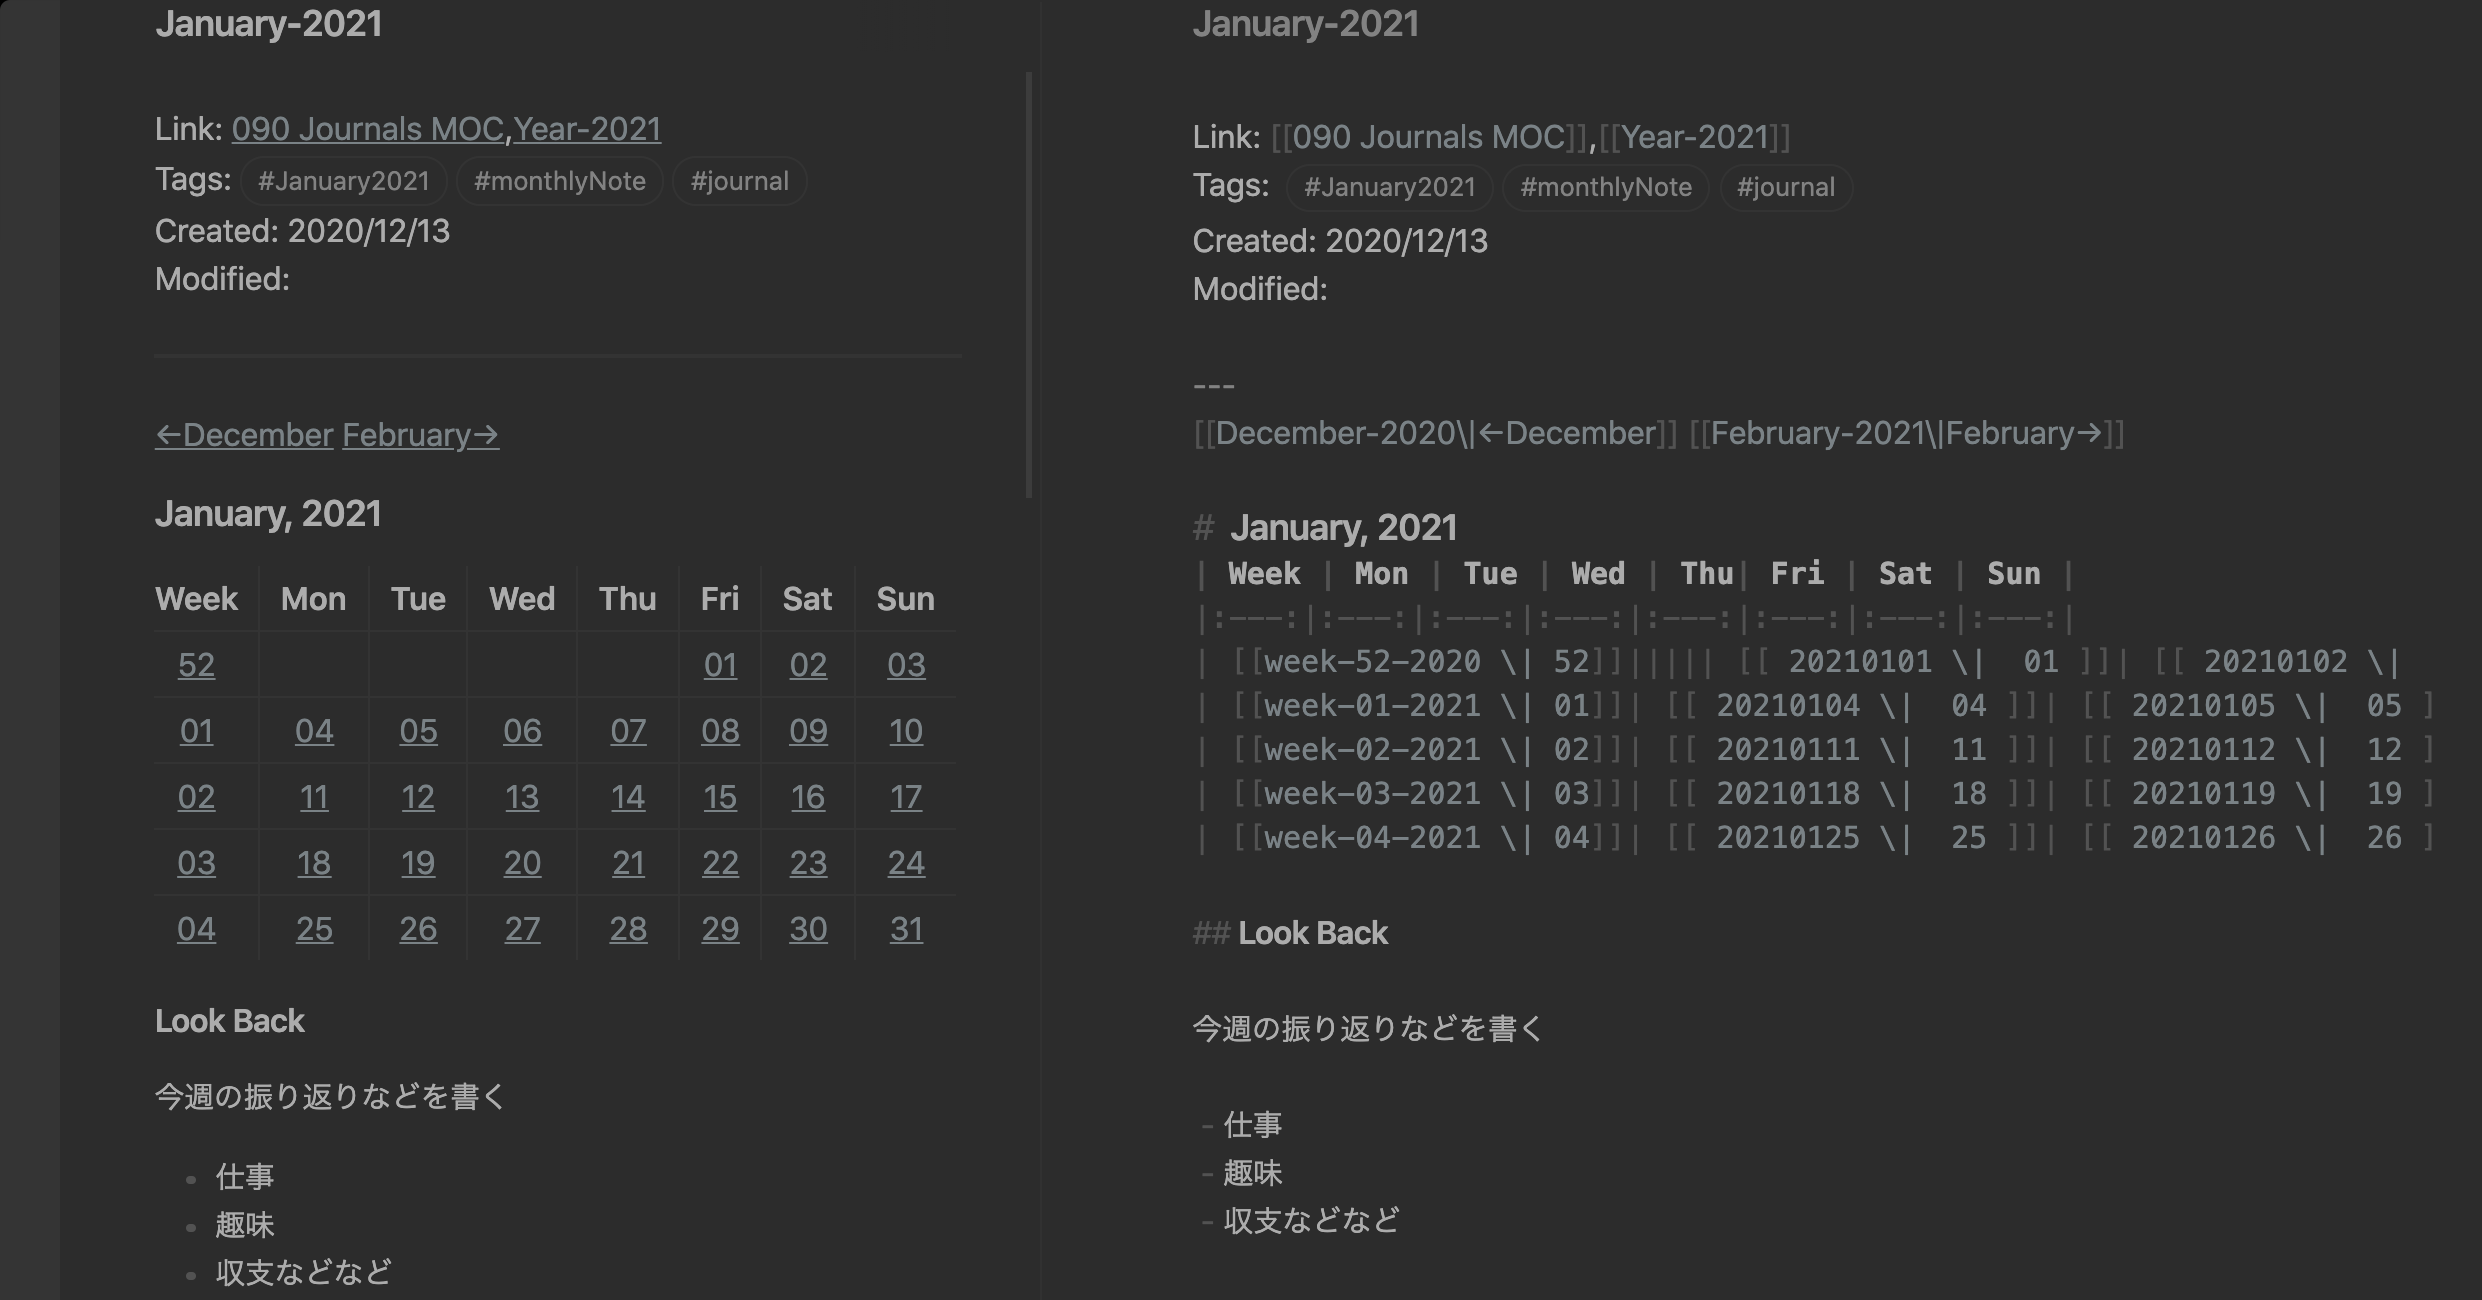 January-2021
Link: 090 Journals MOC,Year-2021
Tags: #January2021 #monthlyNote #journal
Created: 2020/12/13
Modified:
←December February→
January, 2021
Week Mon Tue Wed Thu Fri Sat Sun
52 01 02 03
01 04 05 06 07 08 09 10
02 11 12 13 14 15 16 17
03 18 19 20 21 22 23 24
04 25 26 27 28 29 30 31
Look Back
今週の振り返りなどを書く
• 仕事
• 趣味
• 収支などなど
January-2021
Link: [[090 Journals MOC]],[[Year-2021]]
Tags: #January2021 #monthlyNote #journal
Created: 2020/12/13
Modified:
---
[[December-2020\|←December]] [[February-2021\|February→]]
# January, 2021
| Week | Mon | Tue | Wed | Thu| Fri | Sat | Sun |
|:---:|:---:|:---:|:---:|:---:|:---:|:---:|:---:|
| [[week-52-2020 \| 52]]||||| [[ 20210101 \| 01 ]]| [[ 20210102 \|
| [[week-01-2021 \| 01]]| [[ 20210104 \| 04 ]]| [[ 20210105 \| 05 ]
| [[week-02-2021 \| 02]]| [[ 20210111 \| 11 ]]| [[ 20210112 \| 12 ]
| [[week-03-2021 \| 03]]| [[ 20210118 \| 18 ]]| [[ 20210119 \| 19 ]
| [[week-04-2021 \| 04]]| [[ 20210125 \| 25 ]]| [[ 20210126 \| 26 ]
## Look Back
今週の振り返りなどを書く
- 仕事
- 趣味
- 収支などなど